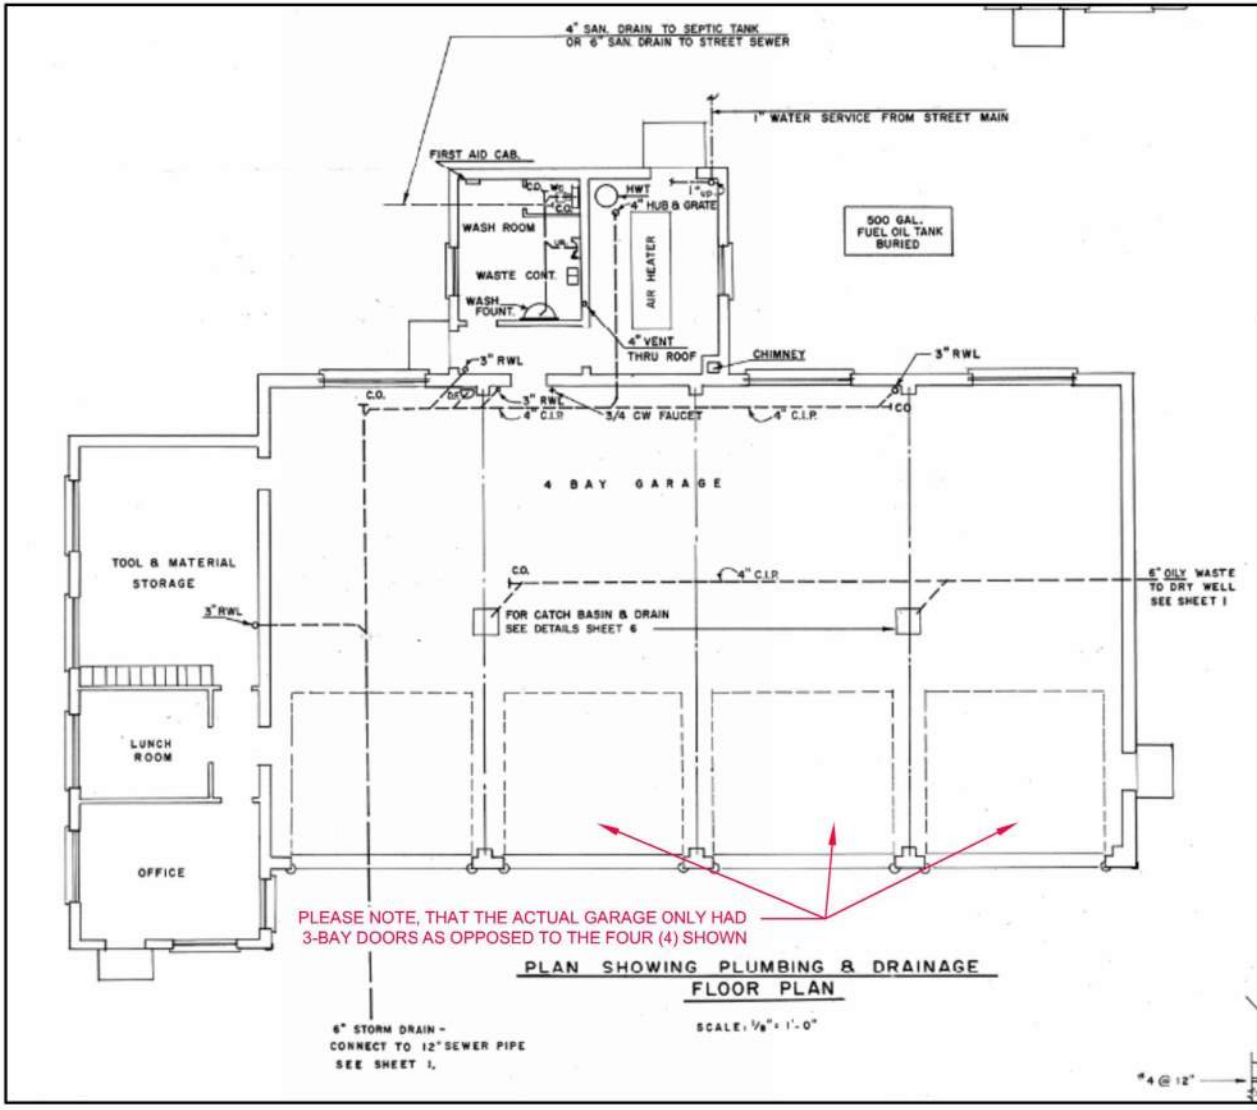 4" SAN. DRAIN TO SEPTIC TANK
OR 6" SAN. DRAIN TO STREET SEWER
1" WATER SERVICE FROM STREET MAIN
FIRST AID CAB.
C.O. W.C.
C.O.
HWT
1" UP
4" HUB & GRATE
500 GAL.
FUEL OIL TANK
BURIED
WASH ROOM
UR.
AIR HEATER
WASTE CONT.
WASH
FOUNT.
4" VENT
THRU ROOF
CHIMNEY
3" RWL
3" RWL
C.O.
D.F.
3" RWL
4" C.I.P.
3/4 CW FAUCET
4" C.I.P.
C.O
4 BAY GARAGE
TOOL & MATERIAL
STORAGE
C.O.
4" C.I.P.
6" OILY WASTE
TO DRY WELL
SEE SHEET 1
3" RWL
FOR CATCH BASIN & DRAIN
SEE DETAILS SHEET 6
LUNCH
ROOM
OFFICE
PLEASE NOTE, THAT THE ACTUAL GARAGE ONLY HAD
3-BAY DOORS AS OPPOSED TO THE FOUR (4) SHOWN
PLAN SHOWING PLUMBING & DRAINAGE
FLOOR PLAN
SCALE: 1/8" = 1'-0"
6" STORM DRAIN -
CONNECT TO 12" SEWER PIPE
SEE SHEET 1.
#4 @ 12"